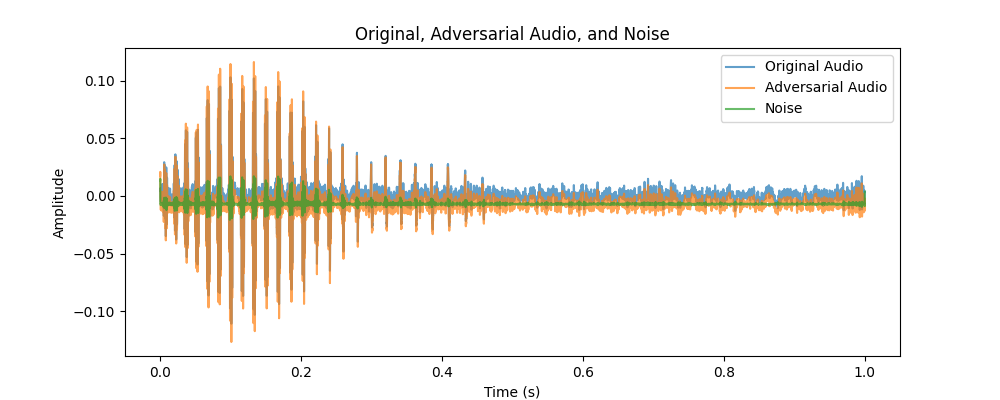 Original, Adversarial Audio, and Noise
Original Audio
Adversarial Audio
Noise
Amplitude
0.10
0.05
0.00
−0.05
−0.10
0.0 0.2 0.4 0.6 0.8 1.0
Time (s)